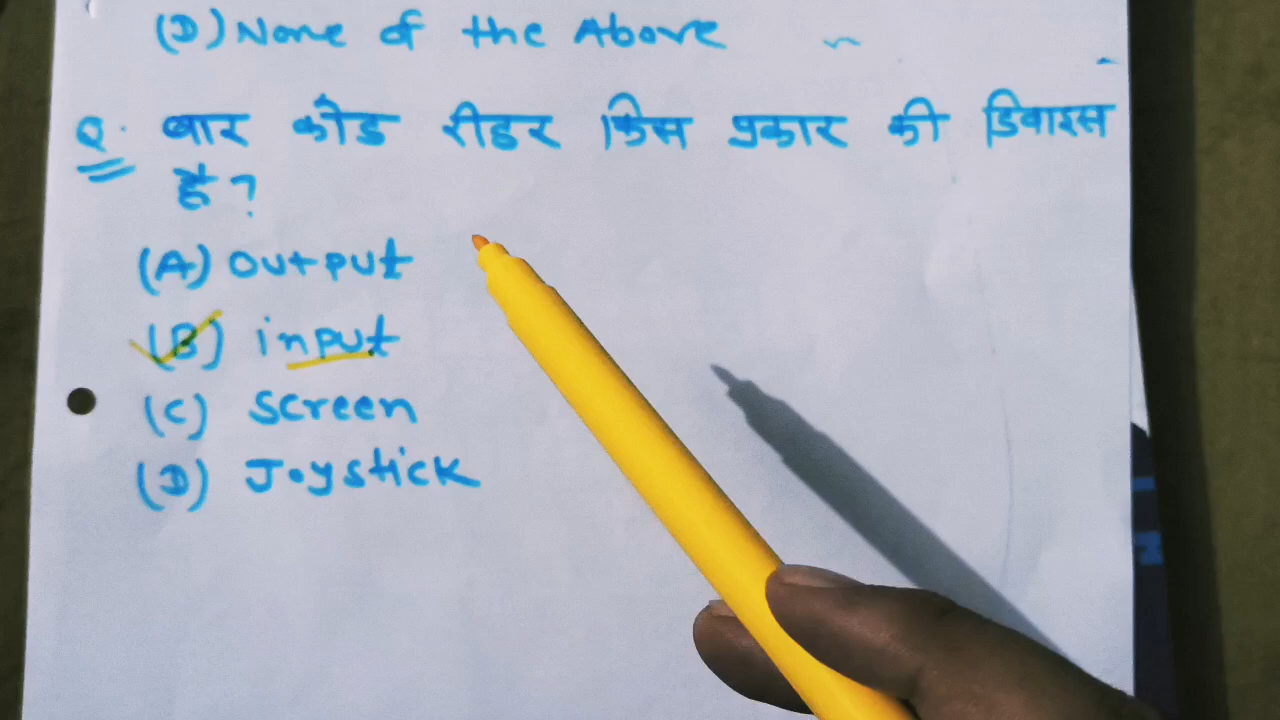 (D) None of the Above
Q. बार कोड रीडर किस प्रकार की डिवाइस
है?
(A) output
(B) input
(C) Screen
(D) Joystick